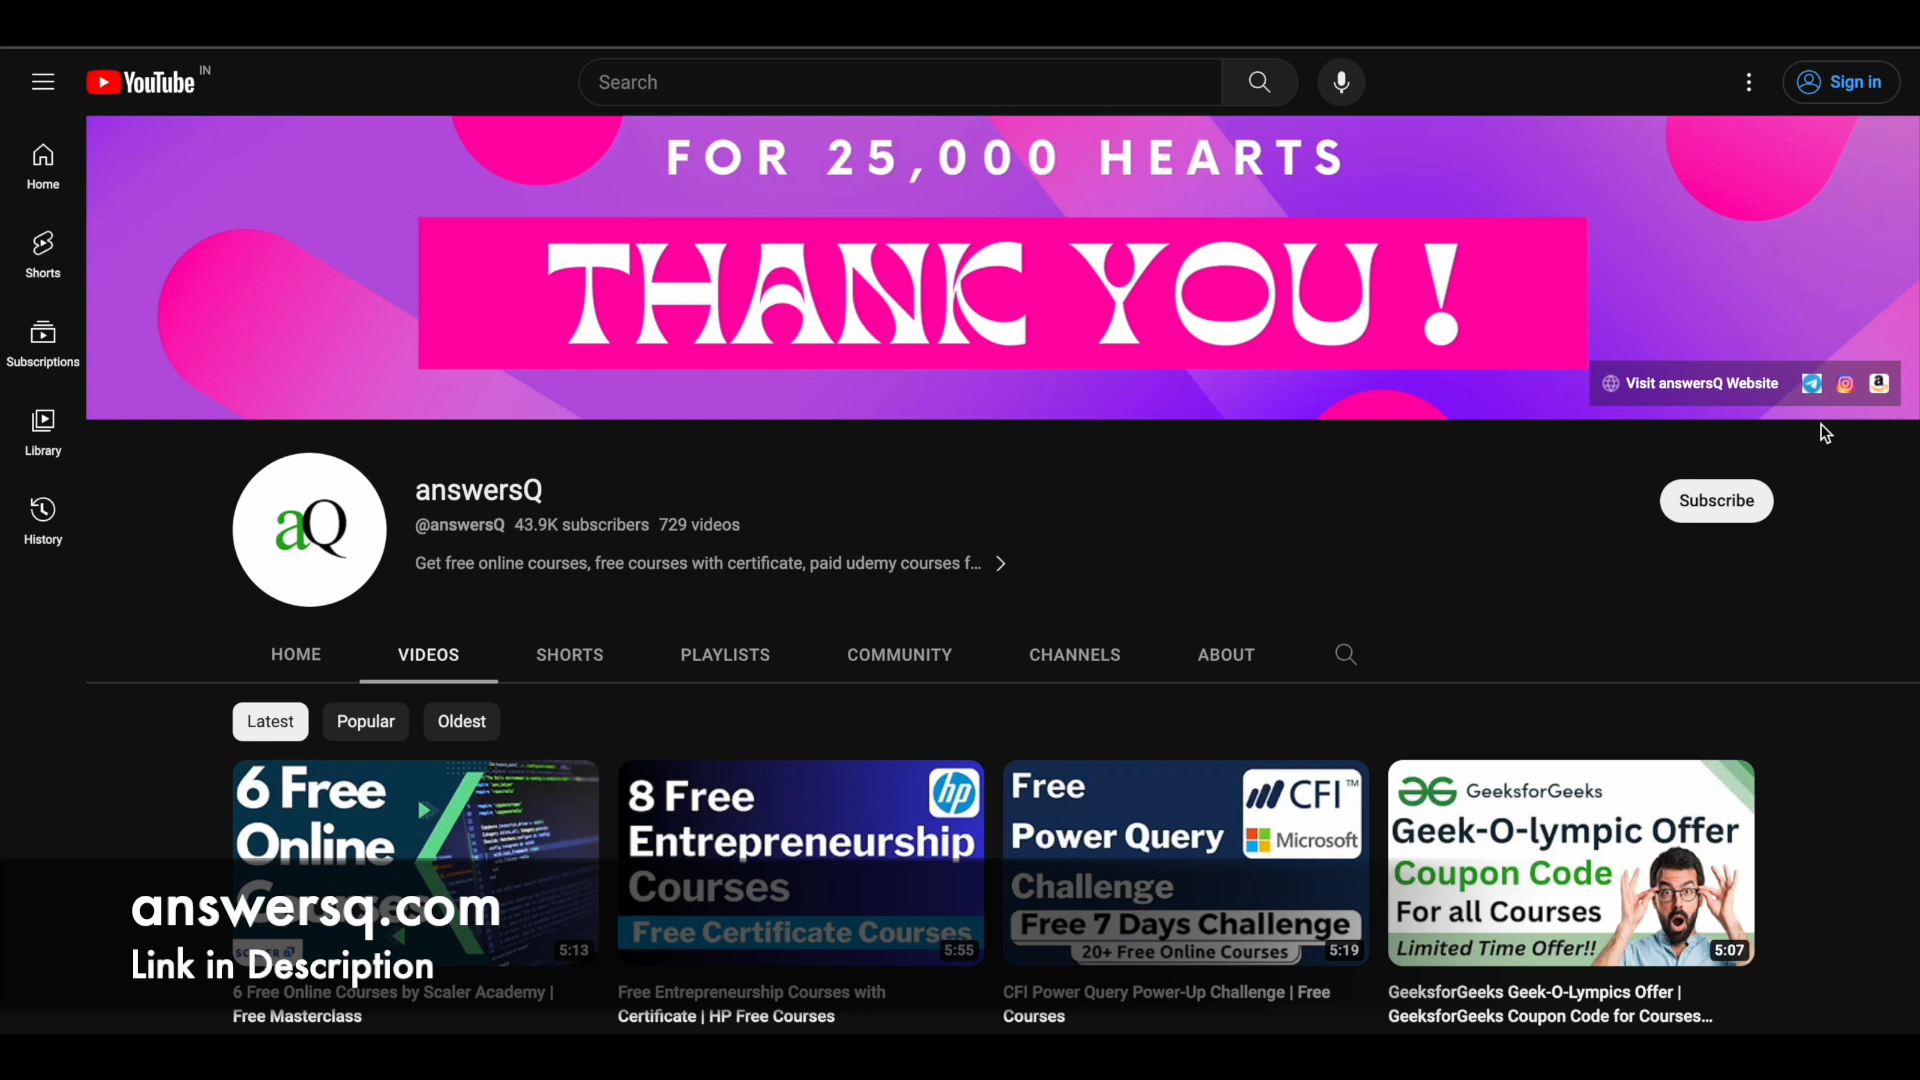 YouTube IN
Search
Sign in
Home
Shorts
Subscriptions
Library
History
FOR 25,000 HEARTS
THANK YOU !
Visit answersQ Website
aQ
answersQ
@answersQ 43.9K subscribers 729 videos
Get free online courses, free courses with certificate, paid udemy courses f...
Subscribe
HOME VIDEOS SHORTS PLAYLISTS COMMUNITY CHANNELS ABOUT
Latest Popular Oldest
6 Free
Online
Courses
5:13
8 Free
Entrepreneurship
Courses
Free Certificate Courses
hp
5:55
Free
Power Query
Challenge
Free 7 Days Challenge
20+ Free Online Courses
CFI™
Microsoft
5:19
GeeksforGeeks
Geek-O-lympic Offer
Coupon Code
For all Courses
Limited Time Offer!!
5:07
answersq.com
Link in Description
6 Free Online Courses by Scaler Academy |
Free Masterclass
Free Entrepreneurship Courses with
Certificate | HP Free Courses
CFI Power Query Power-Up Challenge | Free
Courses
GeeksforGeeks Geek-O-Lympics Offer |
GeeksforGeeks Coupon Code for Courses...